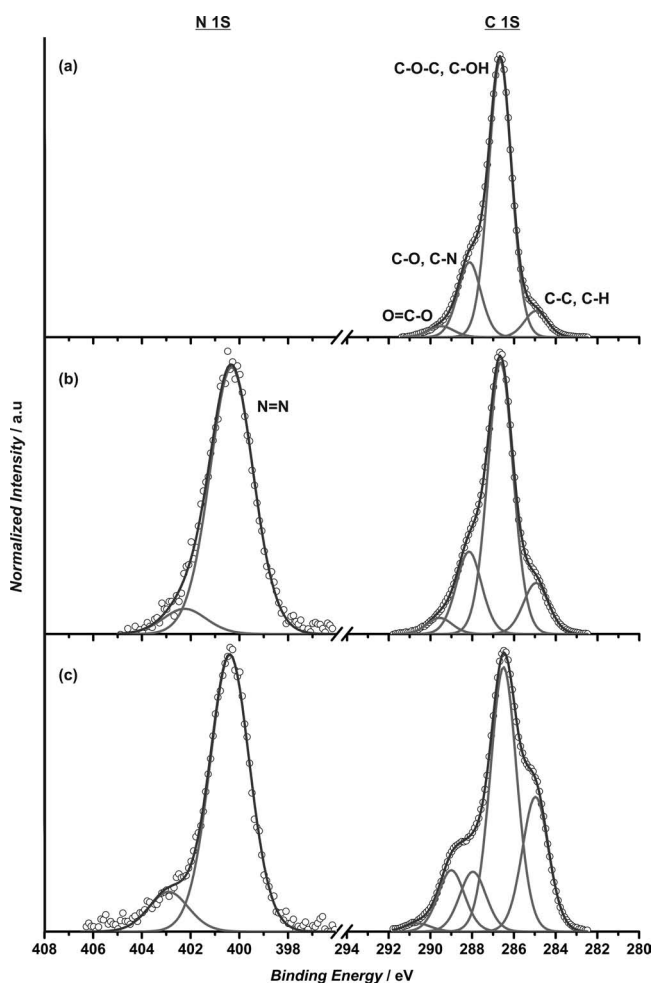 N 1S C 1S
(a)
C-O-C, C-OH
C-O, C-N
O=C-O
C-C, C-H
(b)
N=N
Normalized Intensity / a.u
(c)
408 406 404 402 400 398 294 292 290 288 286 284 282 280
Binding Energy / eV